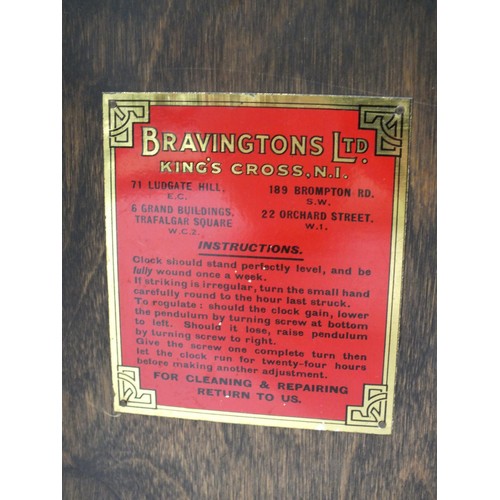 BRAVINGTONS LTD.
KING'S CROSS, N.1.
71 LUDGATE HILL, 189 BROMPTON RD.
E.C. S.W.
6 GRAND BUILDINGS, 22 ORCHARD STREET,
TRAFALGAR SQUARE W.1.
W.C.2.
INSTRUCTIONS.
Clock should stand perfectly level, and be
fully wound once a week.
If striking is irregular, turn the small hand
carefully round to the hour last struck.
To rogulate : should the clock gain, lower
the pendulum by turning screw at bottom
to left. Should it lose, raise pendulum
by turning screw to right.
Give the screw one complete turn then
let the clock run for twenty-four hours
before making another adjustment.
FOR CLEANING & REPAIRING
RETURN TO US.